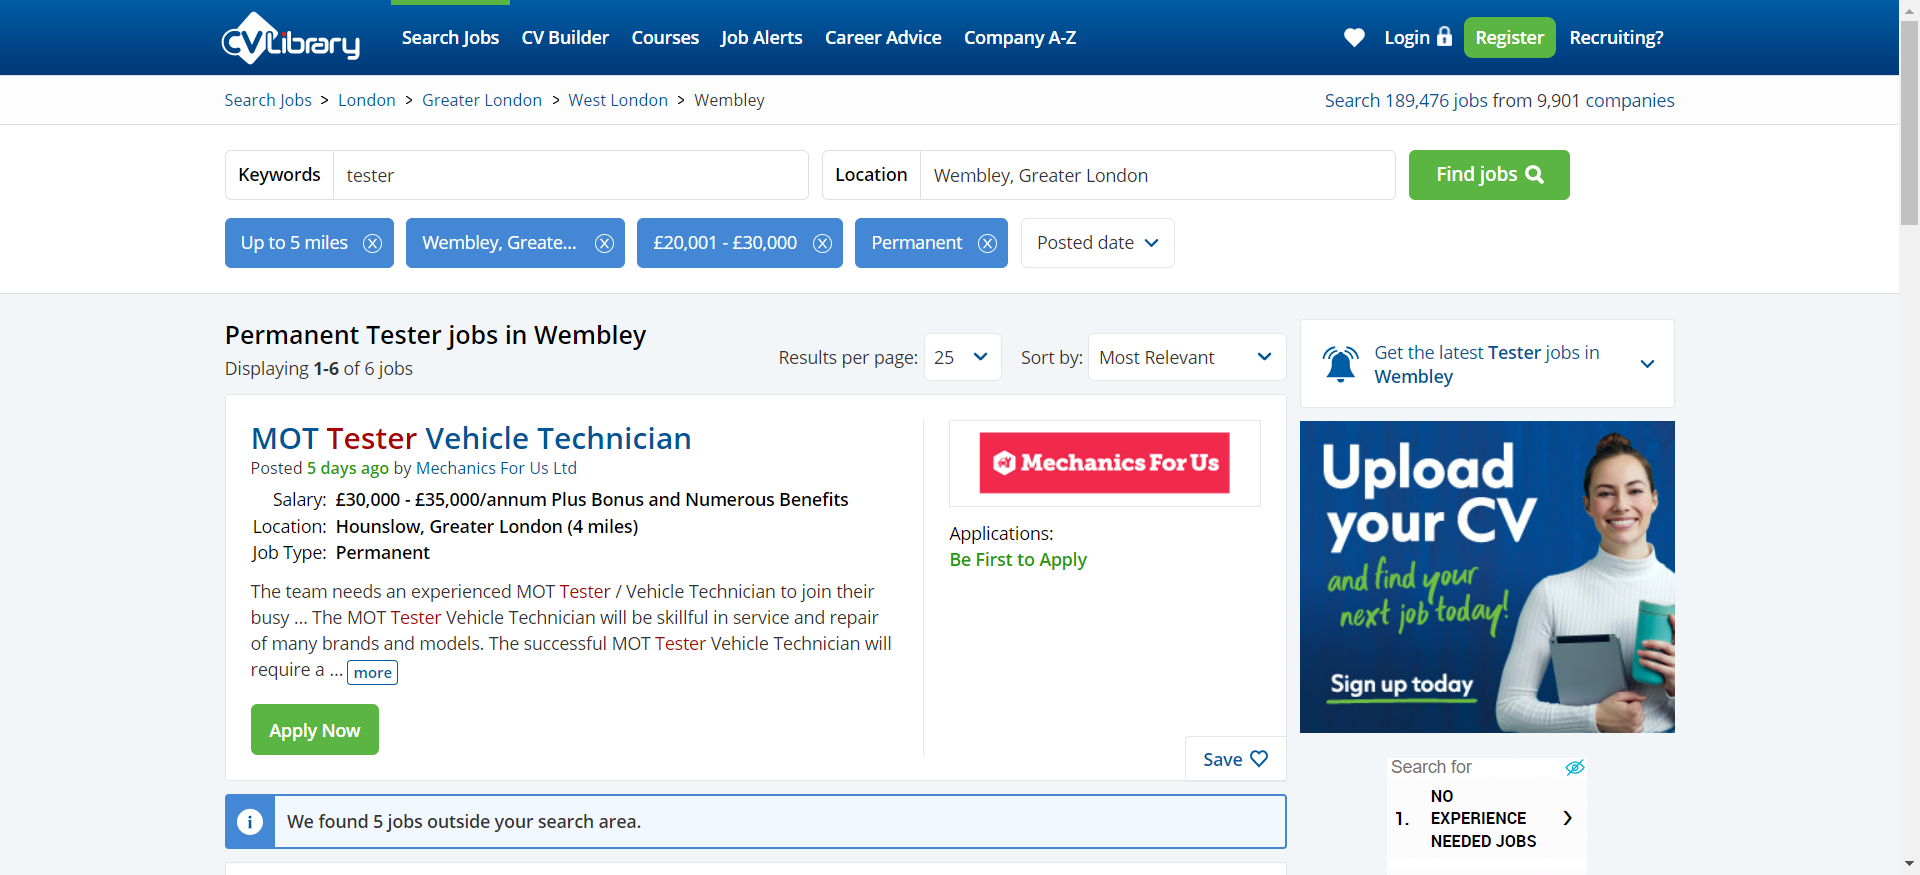 CVLibrary
Search Jobs CV Builder Courses Job Alerts Career Advice Company A-Z
Login Register Recruiting?
Search Jobs > London > Greater London > West London > Wembley
Search 189,476 jobs from 9,901 companies
Keywords tester
Location Wembley, Greater London
Find jobs
Up to 5 miles
Wembley, Greate...
£20,001 - £30,000
Permanent
Posted date
Permanent Tester jobs in Wembley
Displaying 1-6 of 6 jobs
Results per page: 25
Sort by: Most Relevant
Get the latest Tester jobs in
Wembley
MOT Tester Vehicle Technician
Posted 5 days ago by Mechanics For Us Ltd
Salary: £30,000 - £35,000/annum Plus Bonus and Numerous Benefits
Location: Hounslow, Greater London (4 miles)
Job Type: Permanent
The team needs an experienced MOT Tester / Vehicle Technician to join their
busy ... The MOT Tester Vehicle Technician will be skillful in service and repair
of many brands and models. The successful MOT Tester Vehicle Technician will
require a ... more
Apply Now
Mechanics For Us
Applications:
Be First to Apply
Save
Upload
your CV
and find your
next job today!
Sign up today
We found 5 jobs outside your search area.
Search for
1. NO
EXPERIENCE
NEEDED JOBS